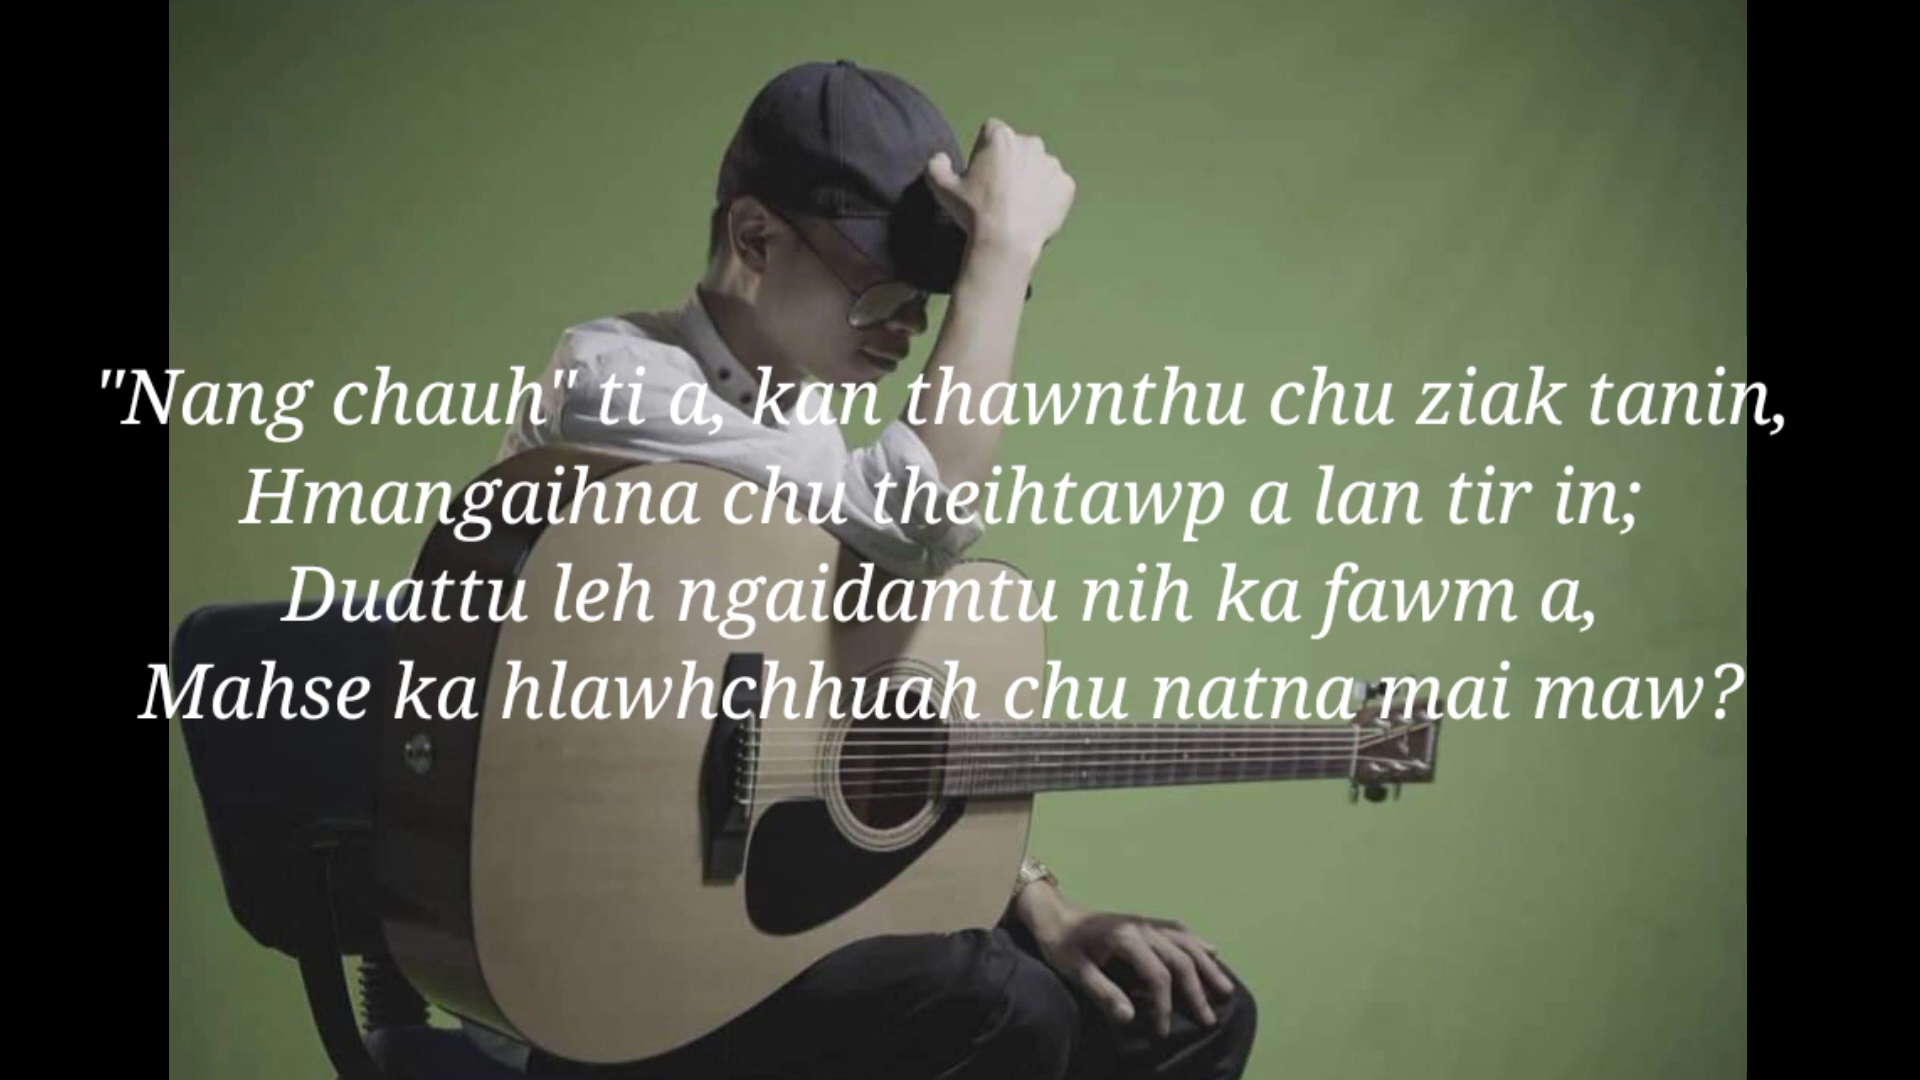 "Nang chauh" ti a, kan thawnthu chu ziak tanin,
Hmangaihna chu theihtawp a lan tir in;
Duattu leh ngaidamtu nih ka fawm a,
Mahse ka hlawhchhuah chu natna mai maw?